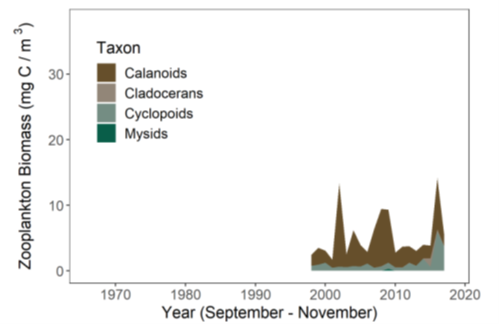 Zooplankton Biomass (mg C / m ³)
Taxon
Calanoids
Cladocerans
Cyclopoids
Mysids
30
20
10
0
1970 1980 1990 2000 2010 2020
Year (September - November)